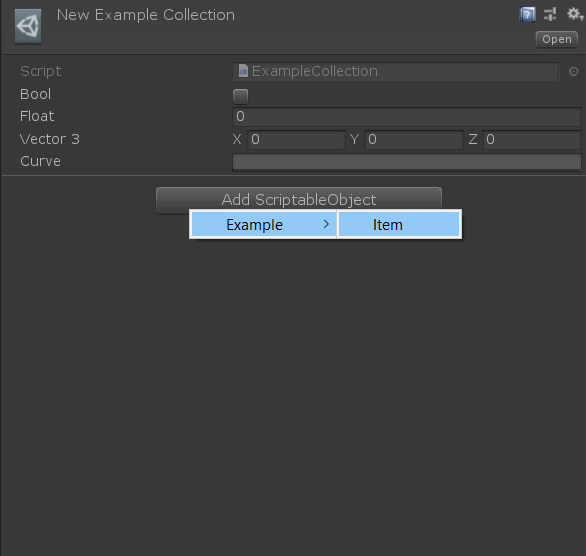 New Example Collection
Open
Script ExampleCollection
Bool
Float 0
Vector 3 X 0 Y 0 Z 0
Curve
Add ScriptableObject
Example > Item